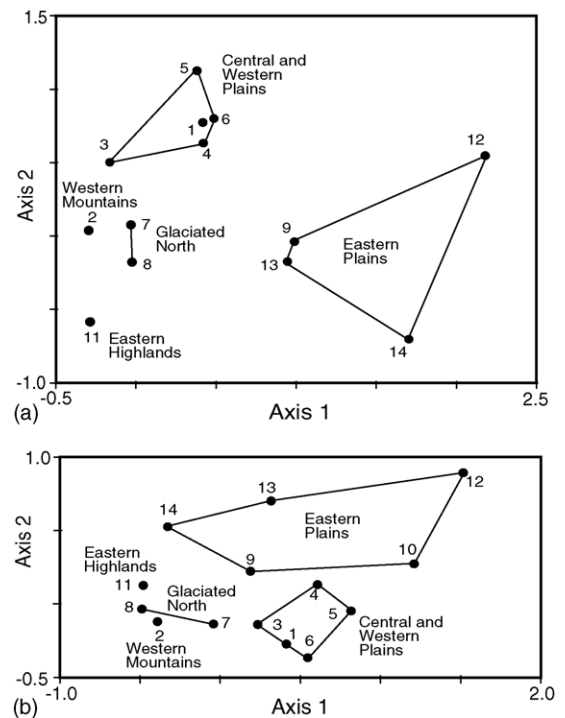 1.5
5
Central and
Western
Plains
1
6
4
3
12
Western
Mountains
2
7
Glaciated
North
8
9
13
Eastern
Plains
11
Eastern
Highlands
14
Axis 2
-1.0
-0.5
2.5
(a)
Axis 1
1.0
13
12
14
Eastern
Plains
Axis 2
Eastern
Highlands
9
10
11
Glaciated
North
4
8
7
3
5
Central and
Western
Plains
2
1
6
Western
Mountains
-0.5
-1.0
2.0
(b)
Axis 1